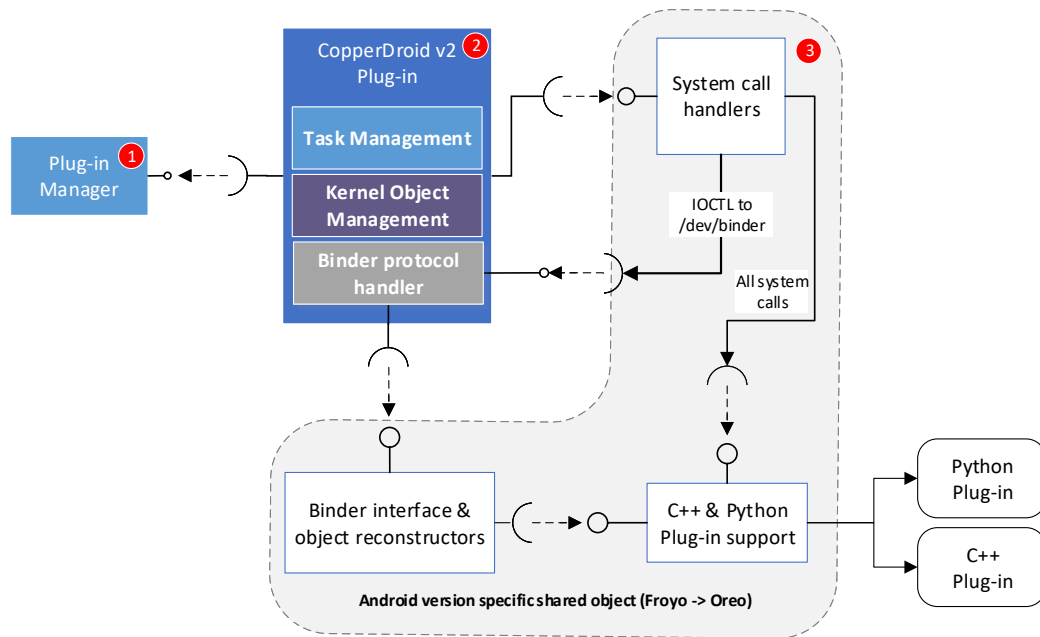 CopperDroid v2
Plug-in
2
Task Management
Kernel Object
Management
Binder protocol
handler
1
Plug-in
Manager
3
System call
handlers
IOCTL to
/dev/binder
All system
calls
Binder interface &
object reconstructors
C++ & Python
Plug-in support
Python
Plug-in
C++
Plug-in
Android version specific shared object (Froyo -> Oreo)